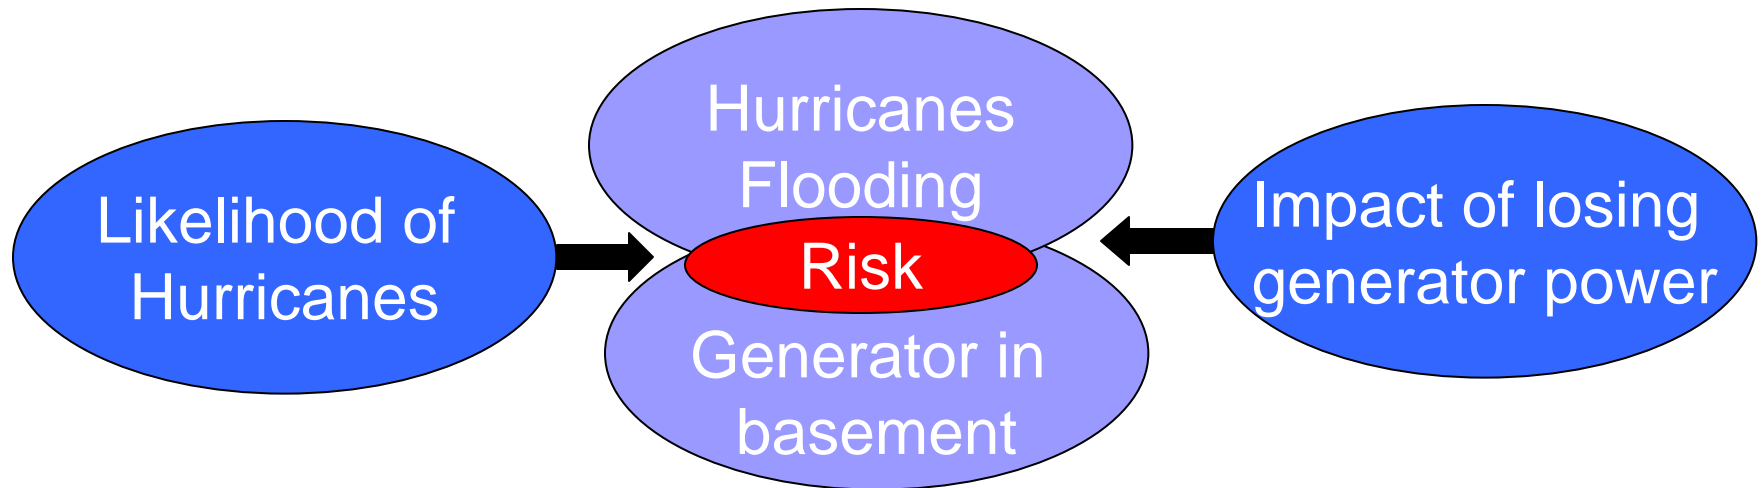 Hurricanes
Flooding
Likelihood of
Hurricanes
Risk
Impact of losing
generator power
Generator in
basement